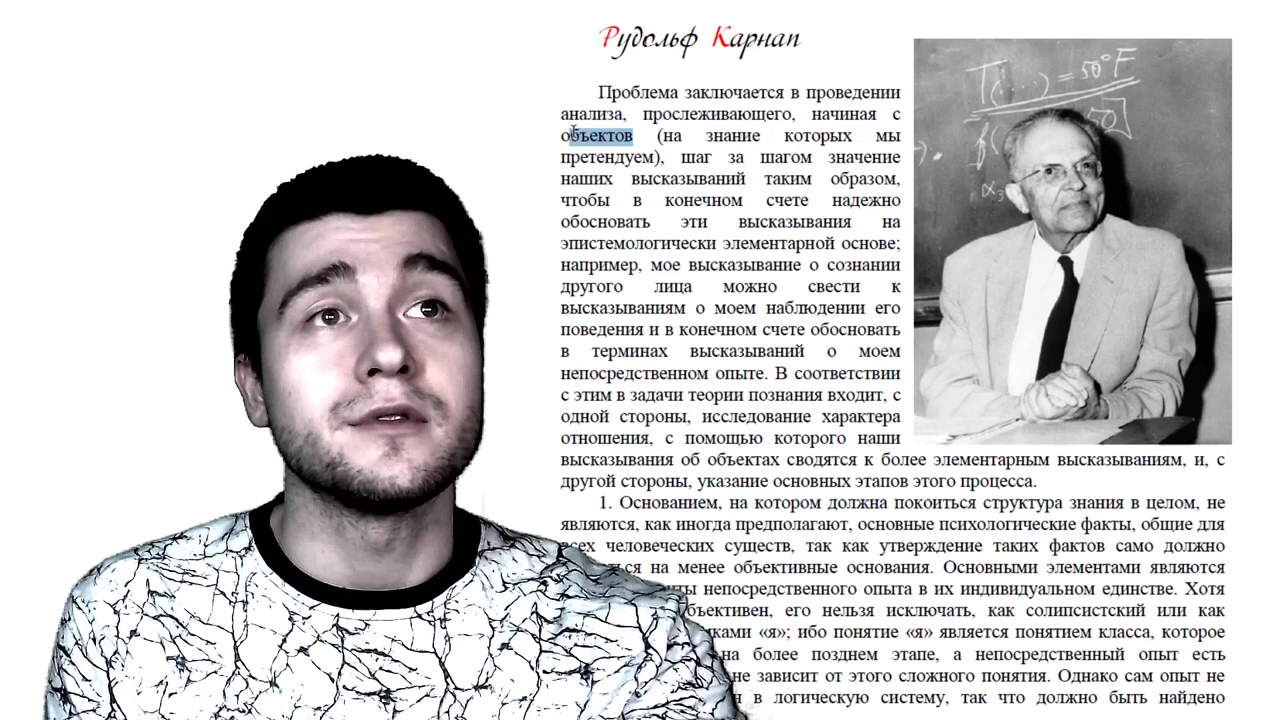 Рудольф Карнап
T(....) = 50°F
Проблема заключается в проведении
анализа, прослеживающего, начиная с
объектов (на знание которых мы
претендуем), шаг за шагом значение
наших высказываний таким образом,
чтобы в конечном счете надежно
обосновать эти высказывания на
эпистемологически элементарной основе;
например, мое высказывание о сознании
другого лица можно свести к
высказываниям о моем наблюдении его
поведения и в конечном счете обосновать
в терминах высказываний о моем
непосредственном опыте. В соответствии
с этим в задачи теории познания входит, с
одной стороны, исследование характера
отношения, с помощью которого наши
высказывания об объектах сводятся к более элементарным высказываниям, и, с
другой стороны, указание основных этапов этого процесса.
1. Основанием, на котором должна покоиться структура знания в целом, не
являются, как иногда предполагают, основные психологические факты, общие для
всех человеческих существ, так как утверждение таких фактов само должно
на менее объективные основания. Основными элементами являются
непосредственного опыта в их индивидуальном единстве. Хотя
его нельзя исключать, как солипсистский или как
«я»; ибо понятие «я» является понятием класса, которое
на более позднем этапе, а непосредственный опыт есть
не зависит от этого сложного понятия. Однако сам опыт не
в логическую систему, так что должно быть найдено